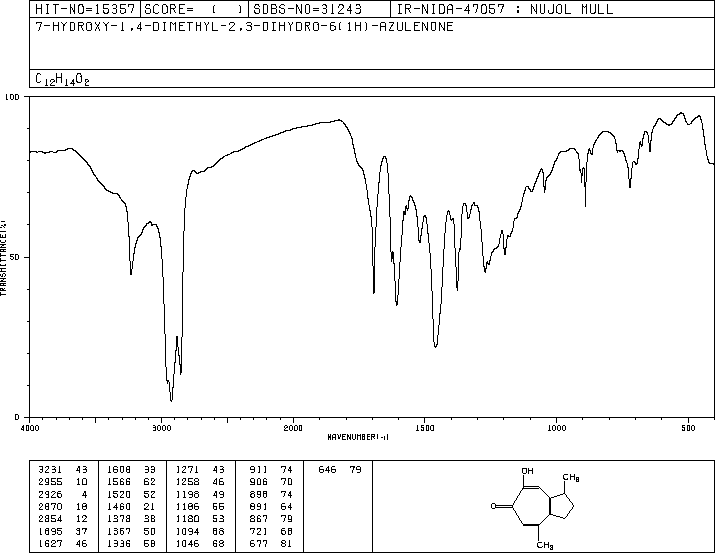 HIT-NO=15357 SCORE= ( ) SDBS-NO=31243 IR-NIDA-47057 : NUJOL MULL
7-HYDROXY-1,4-DIMETHYL-2,3-DIHYDRO-6(1H)-AZULENONE
C12H14O2
100
50
0
TRANSMITTANCE(%)
4000 3000 2000 1500 1000 500
WAVENUMBER(-1)
3231 43 1608 33 1271 43 911 74 646 79
2955 10 1566 62 1258 46 906 70
2926 4 1520 52 1198 49 898 74
2870 18 1460 21 1186 55 891 64
2854 12 1378 38 1180 53 867 79
1695 37 1367 50 1094 68 721 68
1627 46 1336 60 1046 68 677 81
OH
CH3
O
CH3